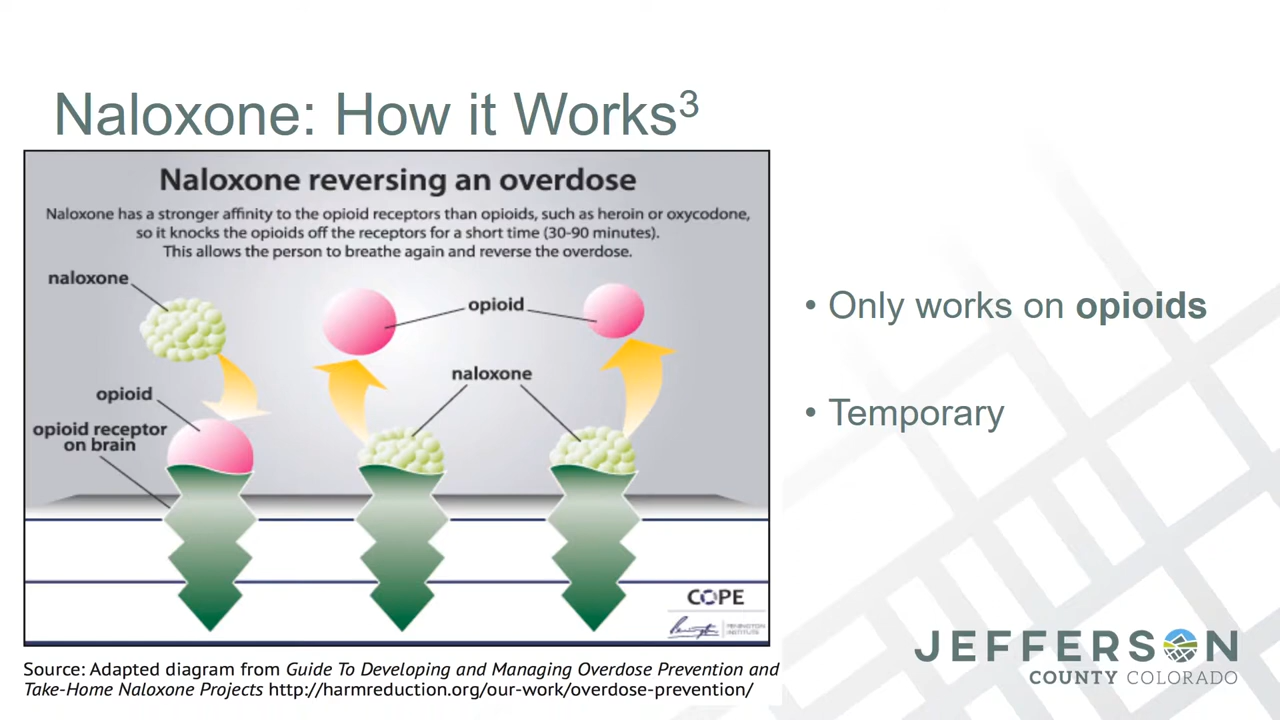 Naloxone: How it Works³
Naloxone reversing an overdose
Naloxone has a stronger affinity to the opioid receptors than opioids, such as heroin or oxycodone,
so it knocks the opioids off the receptors for a short time (30-90 minutes).
This allows the person to breathe again and reverse the overdose.
naloxone
opioid
opioid
naloxone
opioid receptor
on brain
COPE
PENINGTON
INSTITUTE
Source: Adapted diagram from Guide To Developing and Managing Overdose Prevention and
Take-Home Naloxone Projects http://harmreduction.org/our-work/overdose-prevention/
• Only works on opioids
• Temporary
JEFFERSON
COUNTY COLORADO